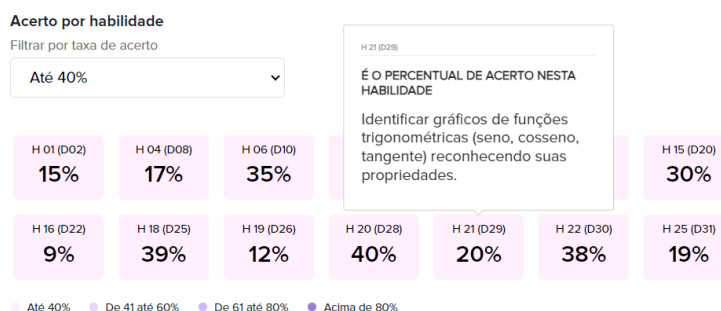 Acerto por habilidade
Filtrar por taxa de acerto
Até 40%
H 21 (D29)
É O PERCENTUAL DE ACERTO NESTA
HABILIDADE
Identificar gráficos de funções
trigonométricas (seno, cosseno,
tangente) reconhecendo suas
propriedades.
H 01 (D02)
15%
H 04 (D08)
17%
H 06 (D10)
35%
H 15 (D20)
30%
H 16 (D22)
9%
H 18 (D25)
39%
H 19 (D26)
12%
H 20 (D28)
40%
H 21 (D29)
20%
H 22 (D30)
38%
H 25 (D31)
19%
Até 40%
De 41 até 60%
De 61 até 80%
Acima de 80%